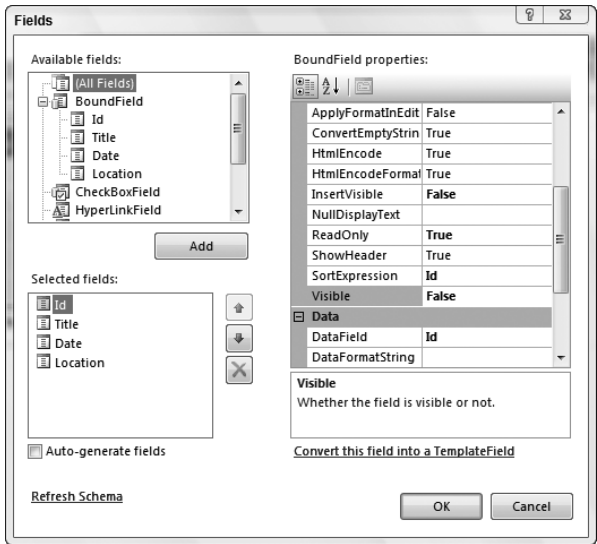 Fields
Available fields:
(All Fields)
BoundField
Id
Title
Date
Location
CheckBoxField
HyperLinkField
Add
Selected fields:
Id
Title
Date
Location
Auto-generate fields
Refresh Schema
BoundField properties:
ApplyFormatInEdit False
ConvertEmptyStrin True
HtmlEncode True
HtmlEncodeFormat True
InsertVisible False
NullDisplayText
ReadOnly True
ShowHeader True
SortExpression Id
Visible False
Data
DataField Id
DataFormatString
Visible
Whether the field is visible or not.
Convert this field into a TemplateField
OK
Cancel